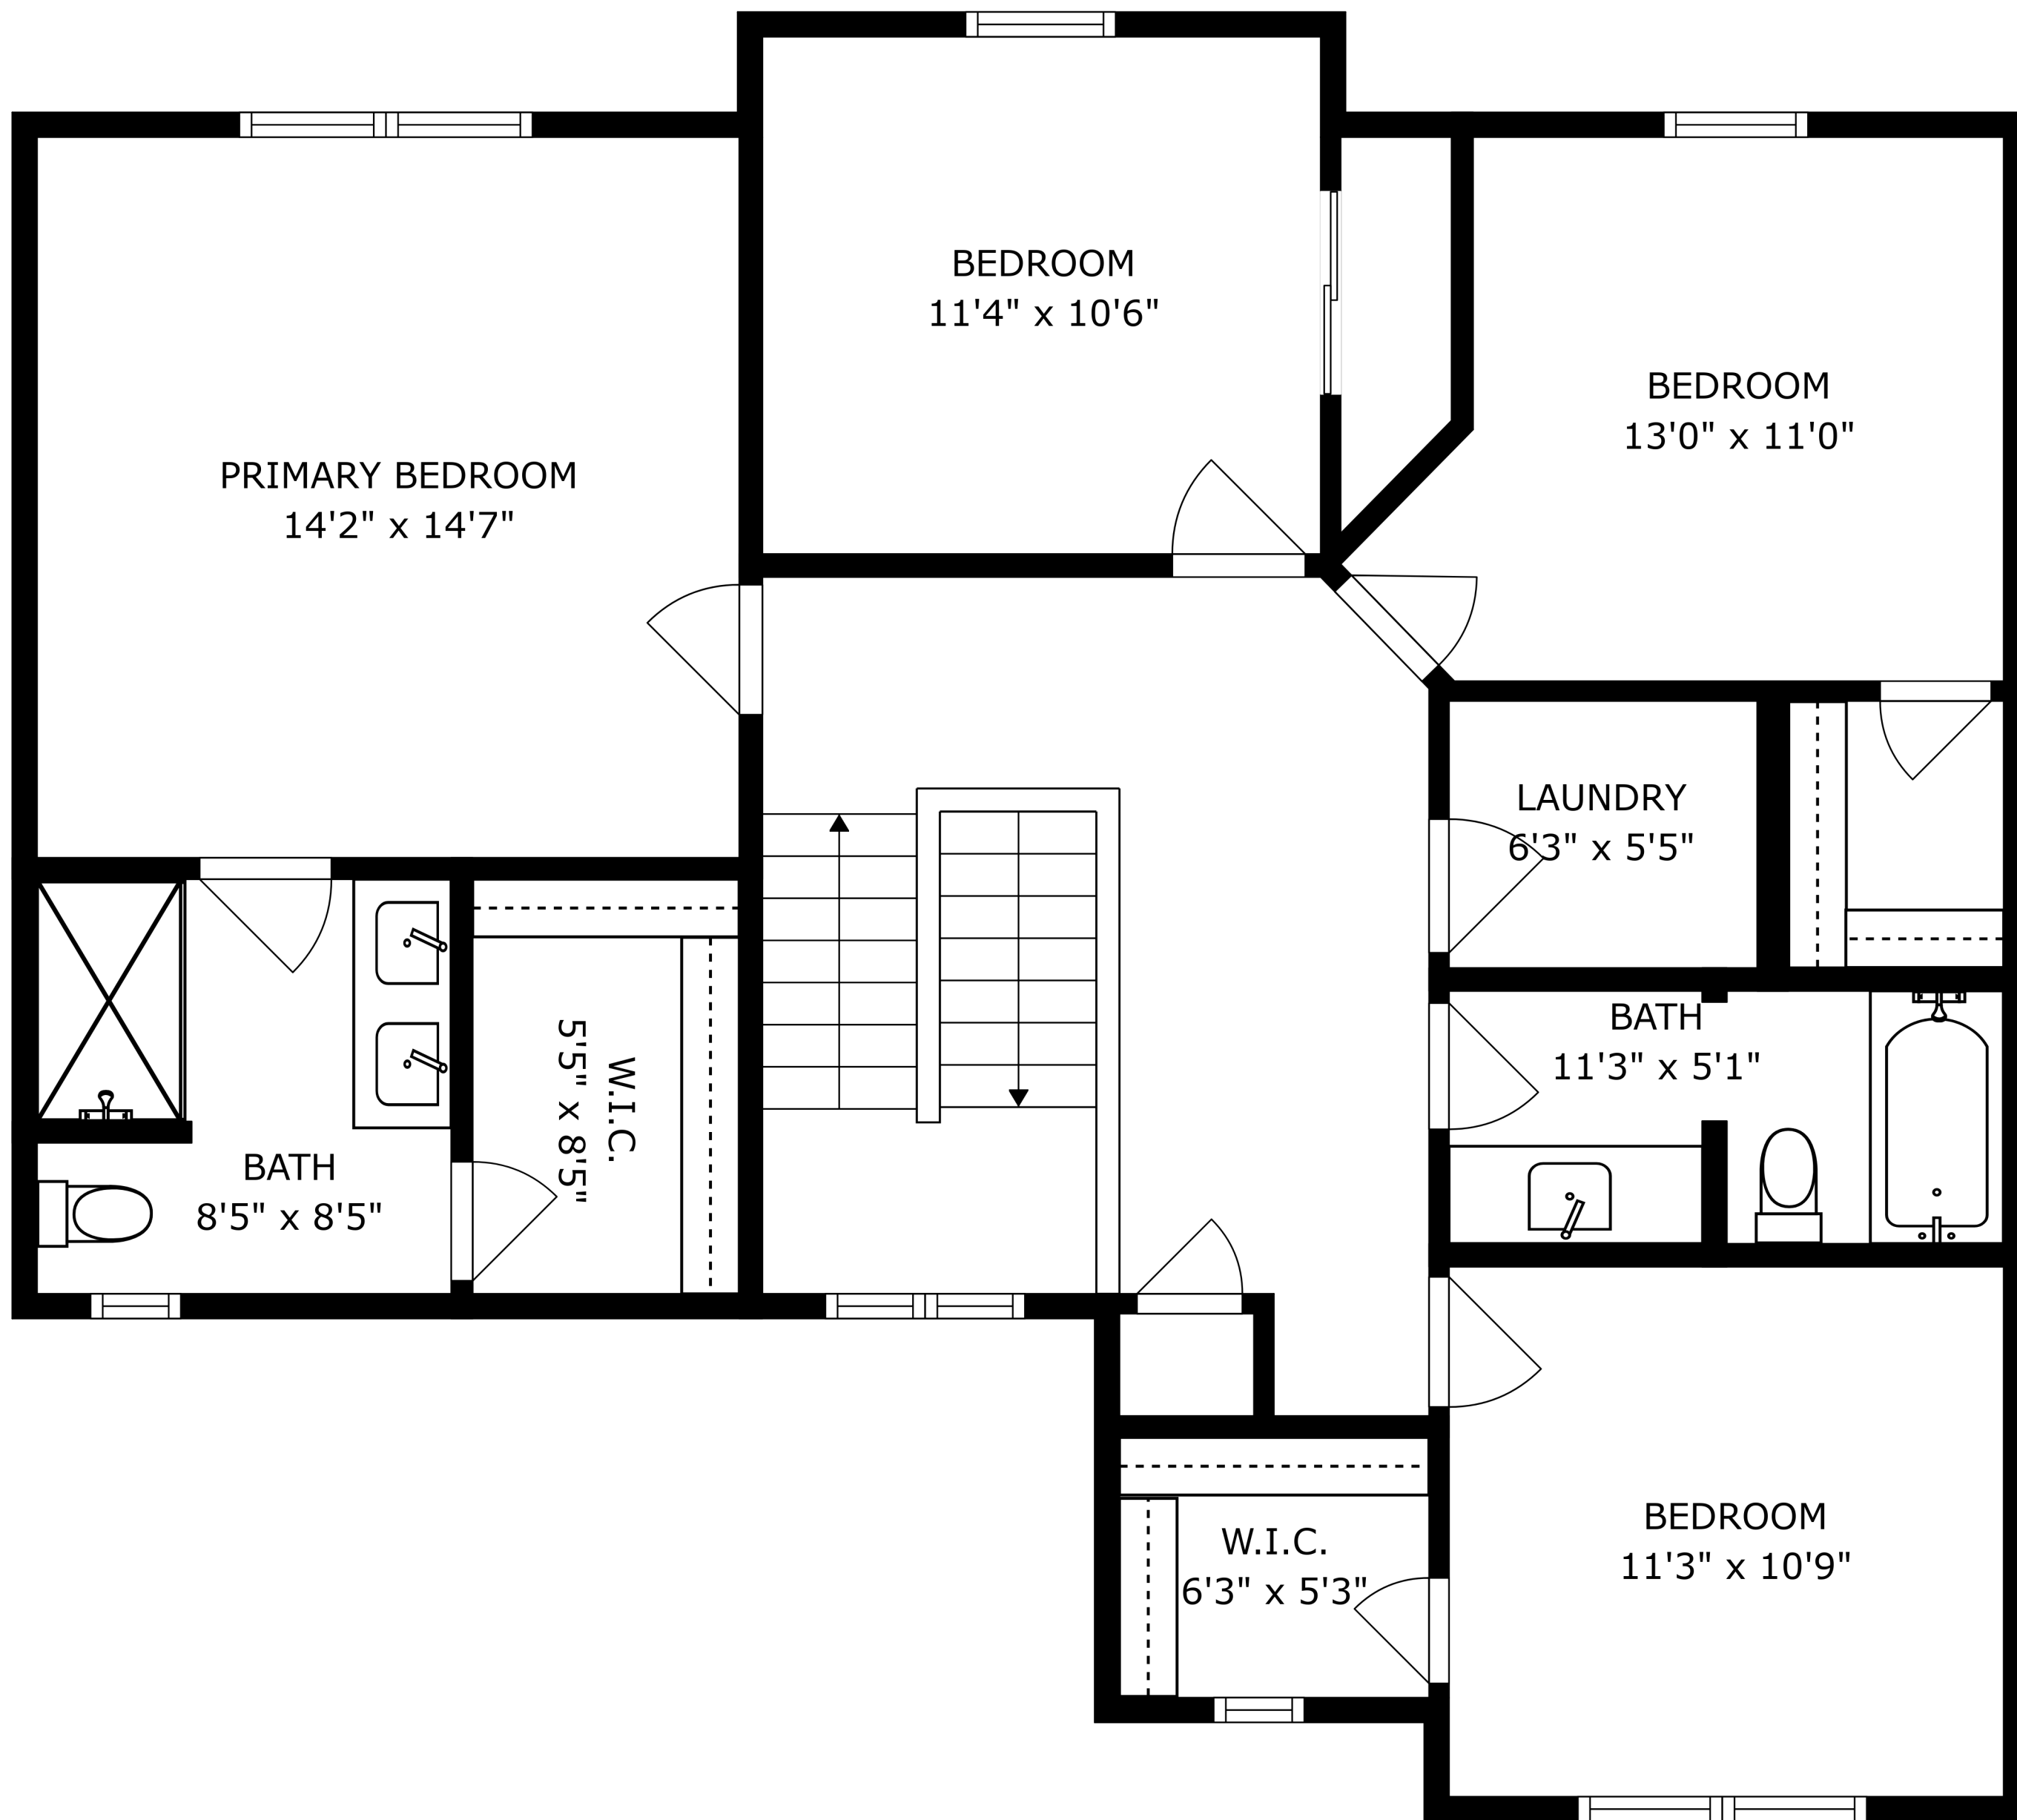 BEDROOM
11'4" x 10'6"
BEDROOM
13'0" x 11'0"
PRIMARY BEDROOM
14'2" x 14'7"
LAUNDRY
6'3" x 5'5"
BATH
11'3" x 5'1"
W.I.C.
5'5" x 8'5"
BATH
8'5" x 8'5"
BEDROOM
11'3" x 10'9"
W.I.C.
6'3" x 5'3"